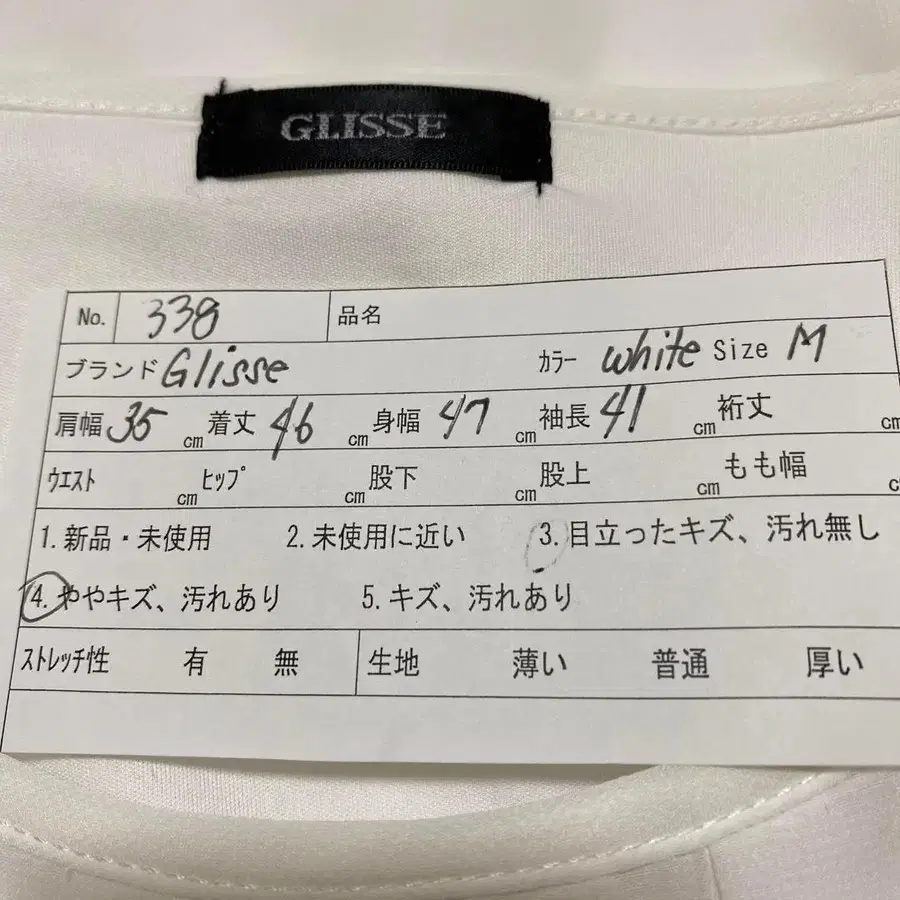 GLISSE
No. 338 品名
ブランド Glisse カラー white Size M
肩幅 35 cm 着丈 46 cm 身幅 47 cm 袖長 41 cm 裄丈 cm
ウエスト cm ヒップ cm 股下 cm 股上 cm もも幅 c
1. 新品・未使用 2. 未使用に近い 3. 目立ったキズ、汚れ無し
4. ややキズ、汚れあり 5. キズ、汚れあり
ストレッチ性 有 無 生地 薄い 普通 厚い